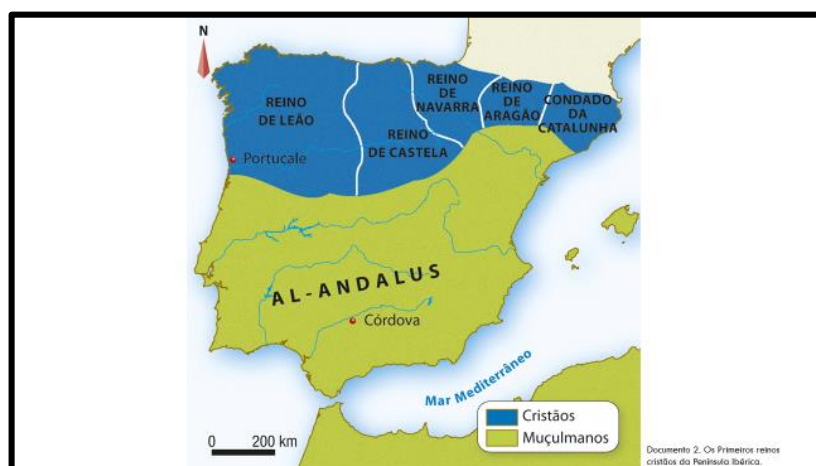 N
REINO
DE LEÃO
REINO
DE
NAVARRA
REINO
DE
ARAGÃO
CONDADO
DA
CATALUNHA
REINO
DE CASTELA
Portucale
AL-ANDALUS
Córdova
Mar Mediterrâneo
0 200 km
Cristãos
Muçulmanos
Documento 2. Os Primeiros reinos
cristãos da Península Ibérica.